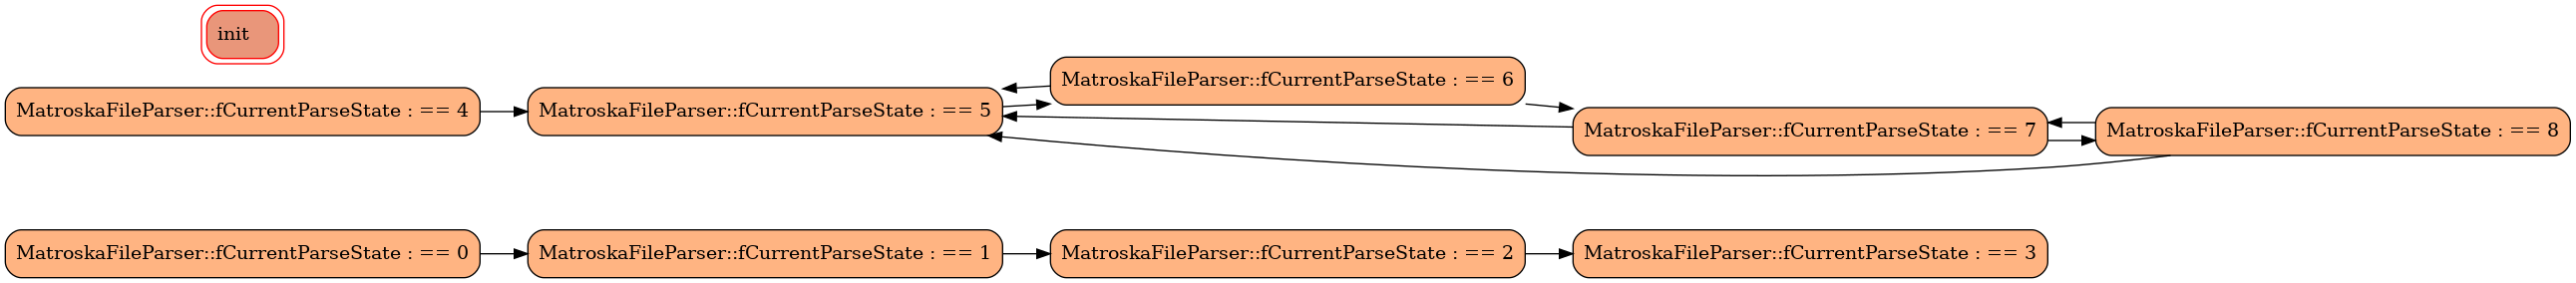 init
MatroskaFileParser::fCurrentParseState : == 6
MatroskaFileParser::fCurrentParseState : == 4
MatroskaFileParser::fCurrentParseState : == 5
MatroskaFileParser::fCurrentParseState : == 7
MatroskaFileParser::fCurrentParseState : == 8
MatroskaFileParser::fCurrentParseState : == 0
MatroskaFileParser::fCurrentParseState : == 1
MatroskaFileParser::fCurrentParseState : == 2
MatroskaFileParser::fCurrentParseState : == 3